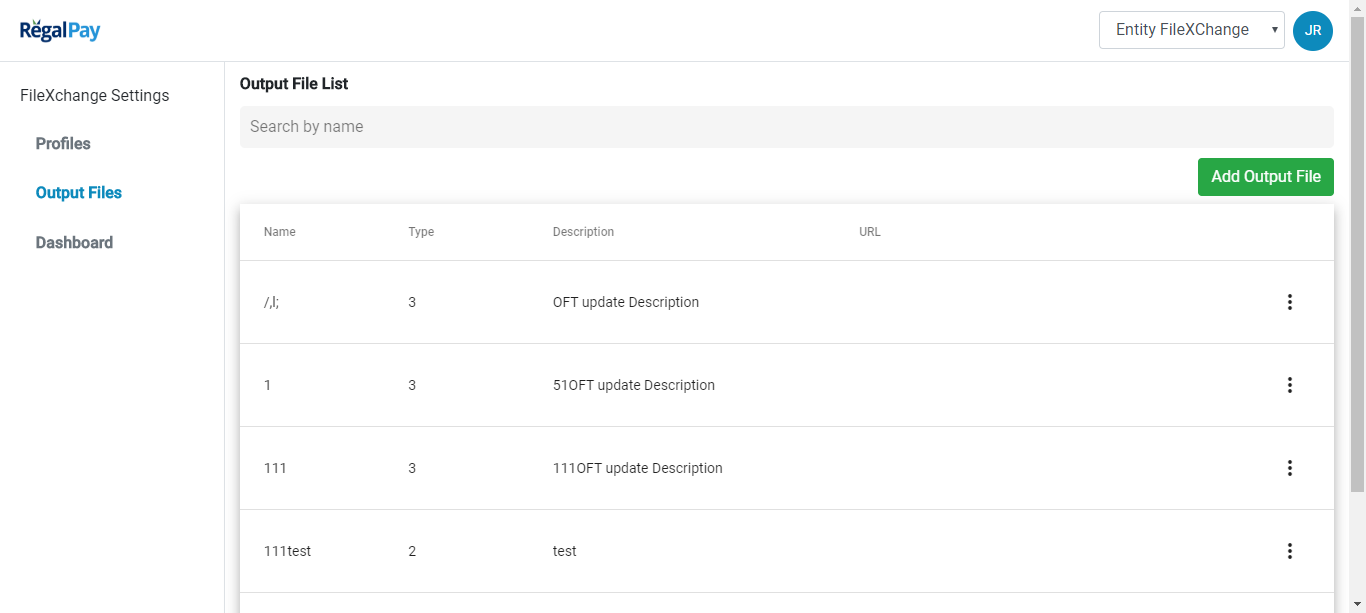 RegalPay
Entity FileXChange
JR
FileXchange Settings
Profiles
Output Files
Dashboard
Output File List
Search by name
Add Output File
Name Type Description URL
/,l; 3 OFT update Description
1 3 51OFT update Description
111 3 111OFT update Description
111test 2 test